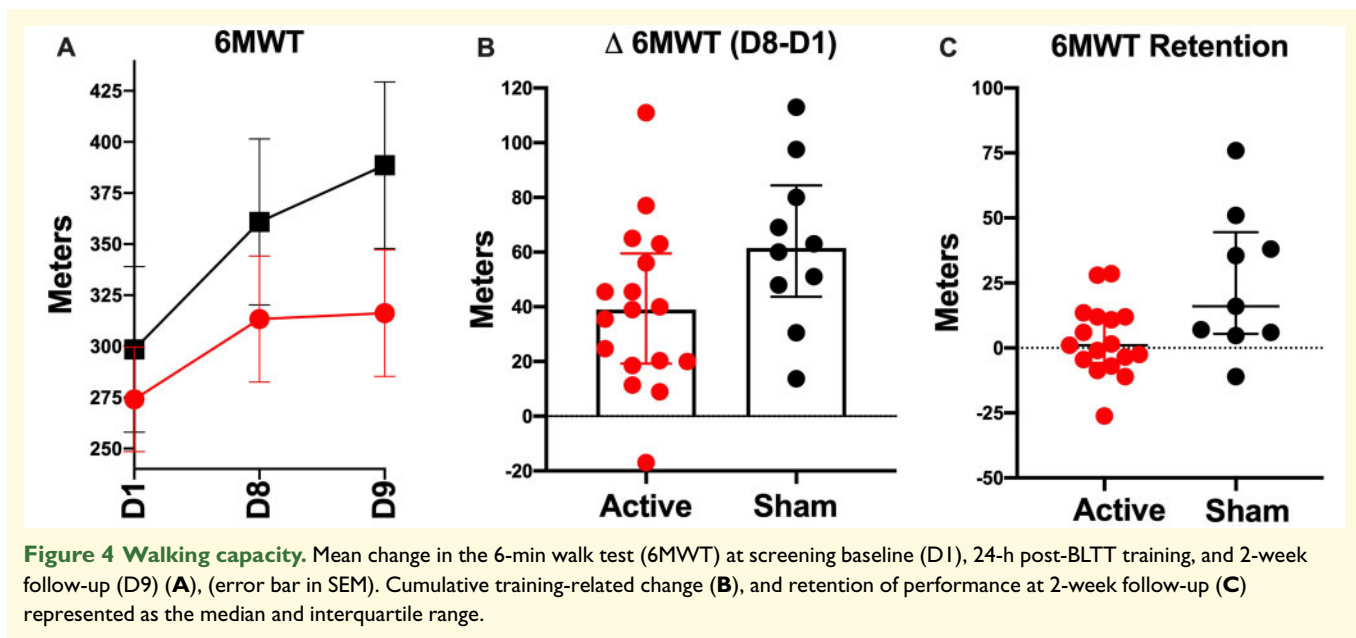 A
6MWT
Meters
425
400
375
350
325
300
275
250
D1
D8
D9
B
Δ 6MWT (D8-D1)
Meters
120
100
80
60
40
20
0
-20
Active
Sham
C
6MWT Retention
Meters
100
75
50
25
0
-25
-50
Active
Sham
Figure 4 Walking capacity. Mean change in the 6-min walk test (6MWT) at screening baseline (D1), 24-h post-BLTT training, and 2-week
follow-up (D9) (A), (error bar in SEM). Cumulative training-related change (B), and retention of performance at 2-week follow-up (C)
represented as the median and interquartile range.